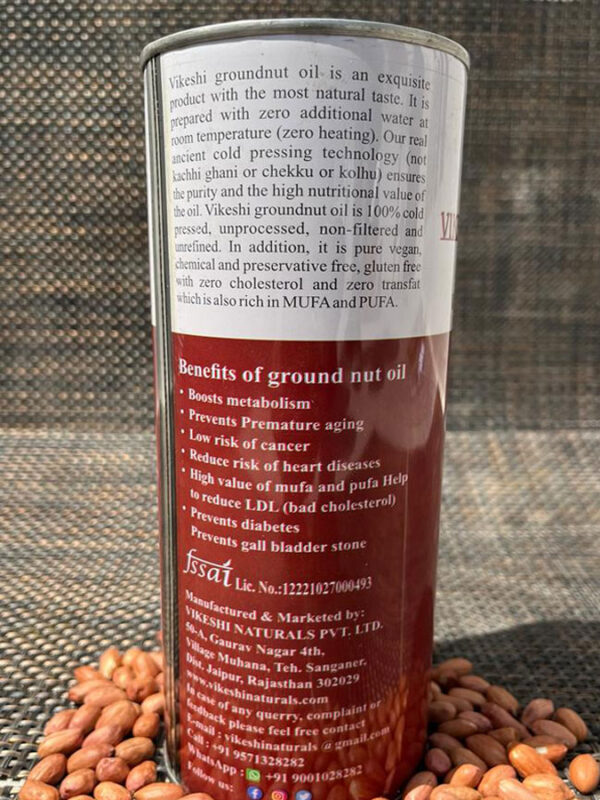 Vikeshi groundnut oil is an exquisite
product with the most natural taste. It is
prepared with zero additional water at
room temperature (zero heating). Our real
ancient cold pressing technology (not
kachhi ghani or chekku or kolhu) ensures
the purity and the high nutritional value of
the oil. Vikeshi groundnut oil is 100% cold
pressed, unprocessed, non-filtered and
unrefined. In addition, it is pure vegan,
chemical and preservative free, gluten free
with zero cholesterol and zero transfat
which is also rich in MUFA and PUFA.
Benefits of ground nut oil
• Boosts metabolism
• Prevents Premature aging
• Low risk of cancer
• Reduce risk of heart diseases
• High value of mufa and pufa Help
to reduce LDL (bad cholesterol)
• Prevents diabetes
Prevents gall bladder stone
fssai Lic. No.:12221027000493
Manufactured & Marketed by:
VIKESHI NATURALS PVT. LTD.
50-A, Gaurav Nagar 4th,
Village Muhana, Teh. Sanganer,
Dist. Jaipur, Rajasthan 302029
www.vikeshinaturals.com
In case of any querry, complaint or
feedback please feel free contact
E-mail : vikeshinaturals @ gmail.com
Call : +91 9571328282
WhatsApp : +91 9001028282
Follow us: